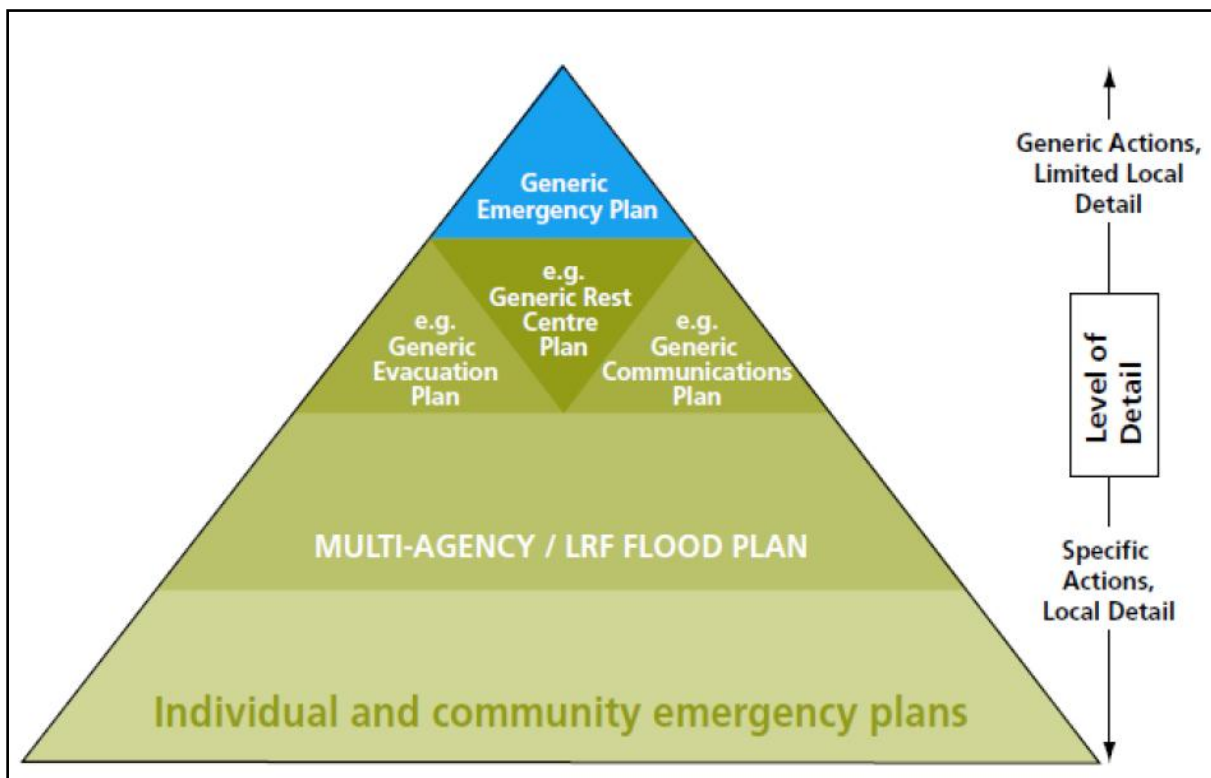 Generic
Emergency Plan
e.g.
Generic Rest
Centre
Plan
e.g.
Generic
Evacuation
Plan
e.g.
Generic
Communications
Plan
MULTI-AGENCY / LRF FLOOD PLAN
Individual and community emergency plans
Generic Actions,
Limited Local
Detail
Level of
Detail
Specific
Actions,
Local Detail